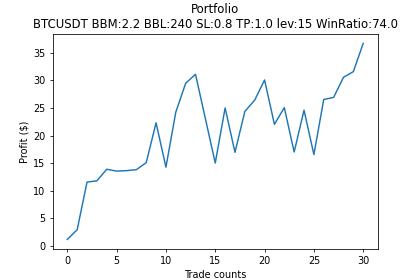 Portfolio
BTCUSDT BBM:2.2 BBL:240 SL:0.8 TP:1.0 lev:15 WinRatio:74.0
35
30
25
20
15
10
5
0
Profit ($)
0 5 10 15 20 25 30
Trade counts